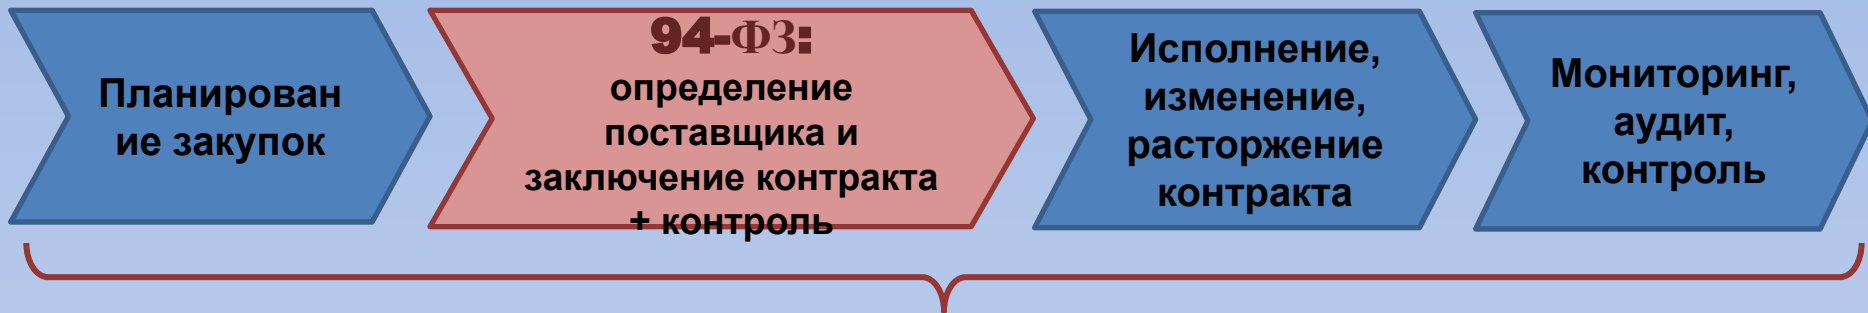 Планирован
ие закупок
94-ФЗ:
определение
поставщика и
заключение контракта
+ контроль
Исполнение,
изменение,
расторжение
контракта
Мониторинг,
аудит,
контроль